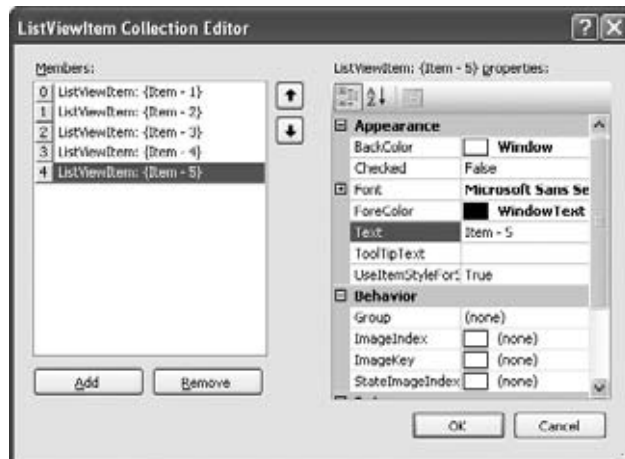 ListViewItem Collection Editor
Members:
0 ListViewItem: {Item - 1}
1 ListViewItem: {Item - 2}
2 ListViewItem: {Item - 3}
3 ListViewItem: {Item - 4}
4 ListViewItem: {Item - 5}
Add
Remove
ListViewItem: {Item - 5} properties:
Appearance
BackColor Window
Checked False
Font Microsoft Sans Se
ForeColor WindowText
Text Item - 5
ToolTipText
UseItemStyleForS True
Behavior
Group (none)
ImageIndex (none)
ImageKey (none)
StateImageIndex (none)
OK
Cancel